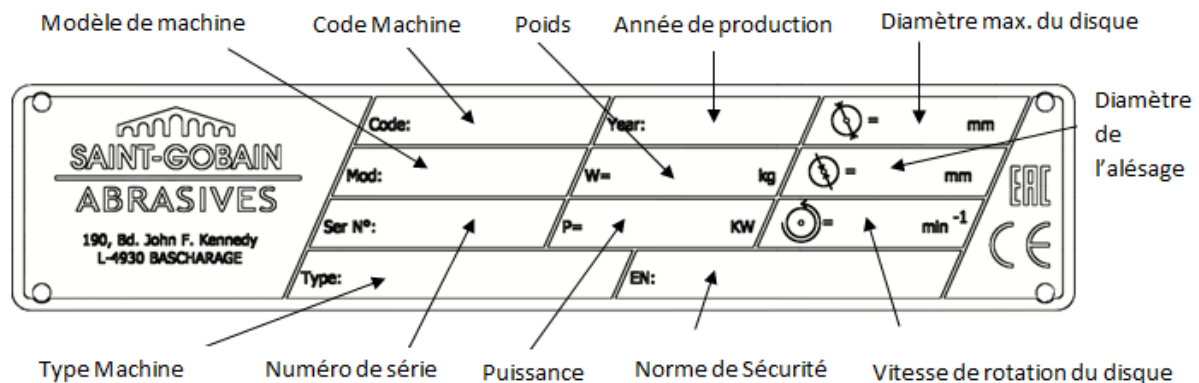 Modèle de machine
Code Machine
Poids
Année de production
Diamètre max. du disque
Diamètre
de
l'alésage
SAINT-GOBAIN
ABRASIVES
190, Bd. John F. Kennedy
L-4930 BASCHARAGE
Code:
Year:
= mm
Mod:
W= kg
= mm
Ser Nº:
P= KW
= min⁻¹
Type:
EN:
EAC
CE
Type Machine
Numéro de série
Puissance
Norme de Sécurité
Vitesse de rotation du disque